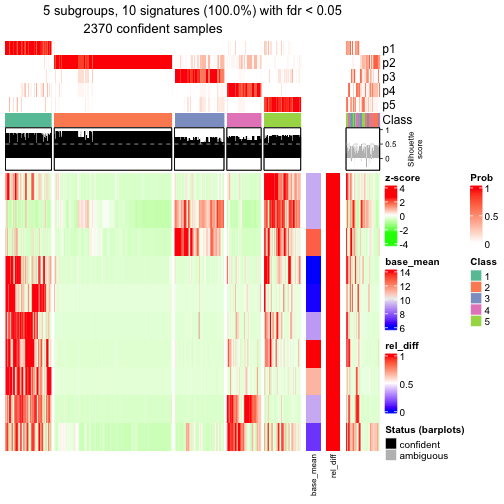 5 subgroups, 10 signatures (100.0%) with fdr < 0.05
2370 confident samples
p1
p2
p3
p4
p5
Class
1
0.5
0
Silhouette
score
z-score
4
2
0
-2
-4
Prob
1
0.5
0
base_mean
14
12
10
8
6
Class
1
2
3
4
5
rel_diff
1
0.5
0
Status (barplots)
confident
ambiguous
base_mean
rel_diff